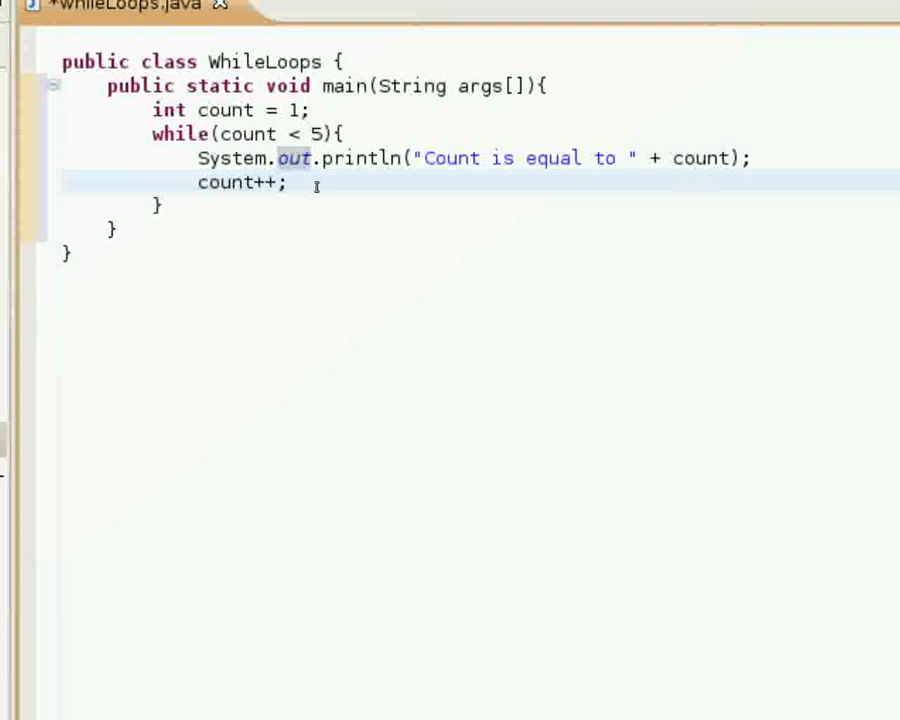 *whileLoops.java
public class WhileLoops {
public static void main(String args[]){
int count = 1;
while(count < 5){
System.out.println("Count is equal to " + count);
count++;
}
}
}